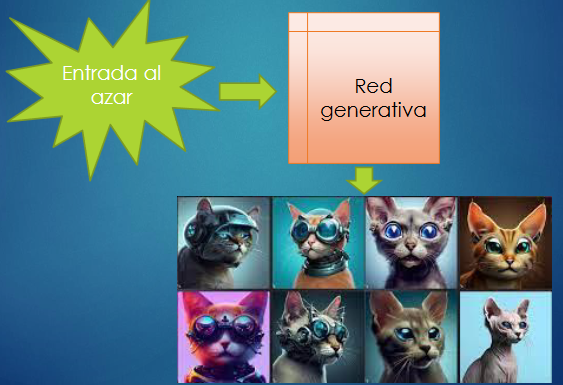 Entrada al
azar
Red
generativa